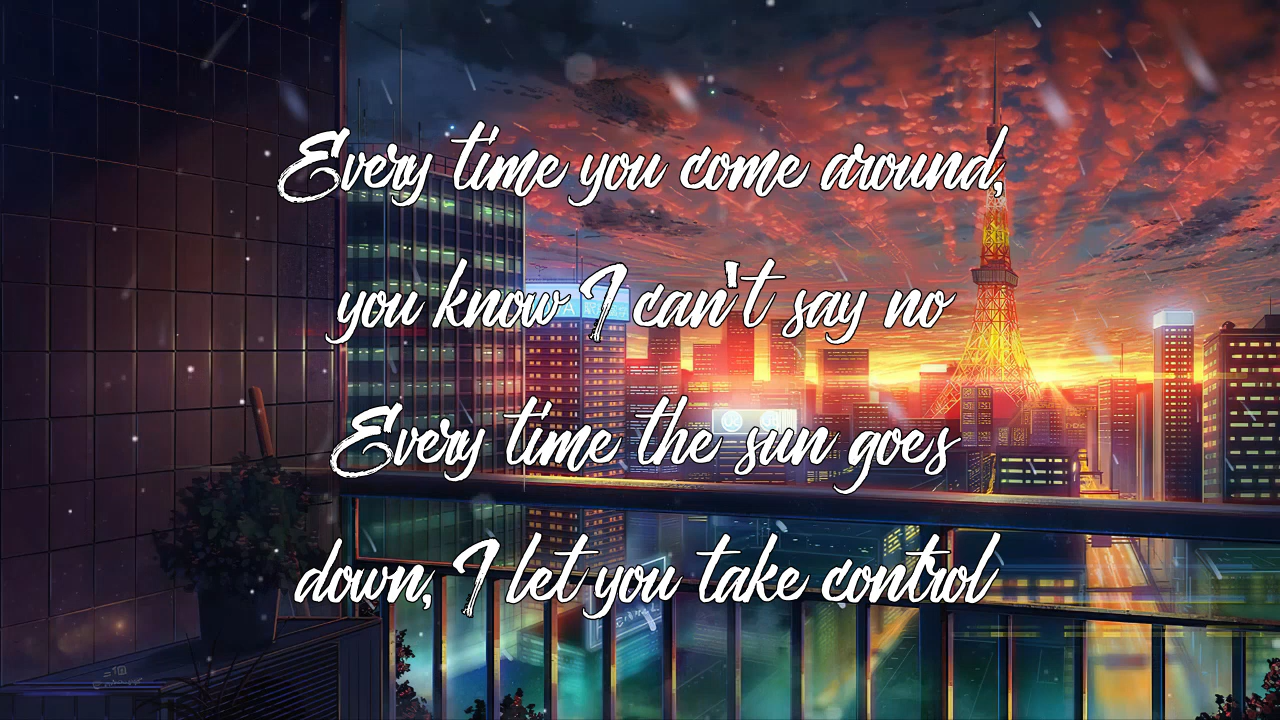 Every time you come around,
you know I can't say no
Every time the sun goes
down, I let you take control